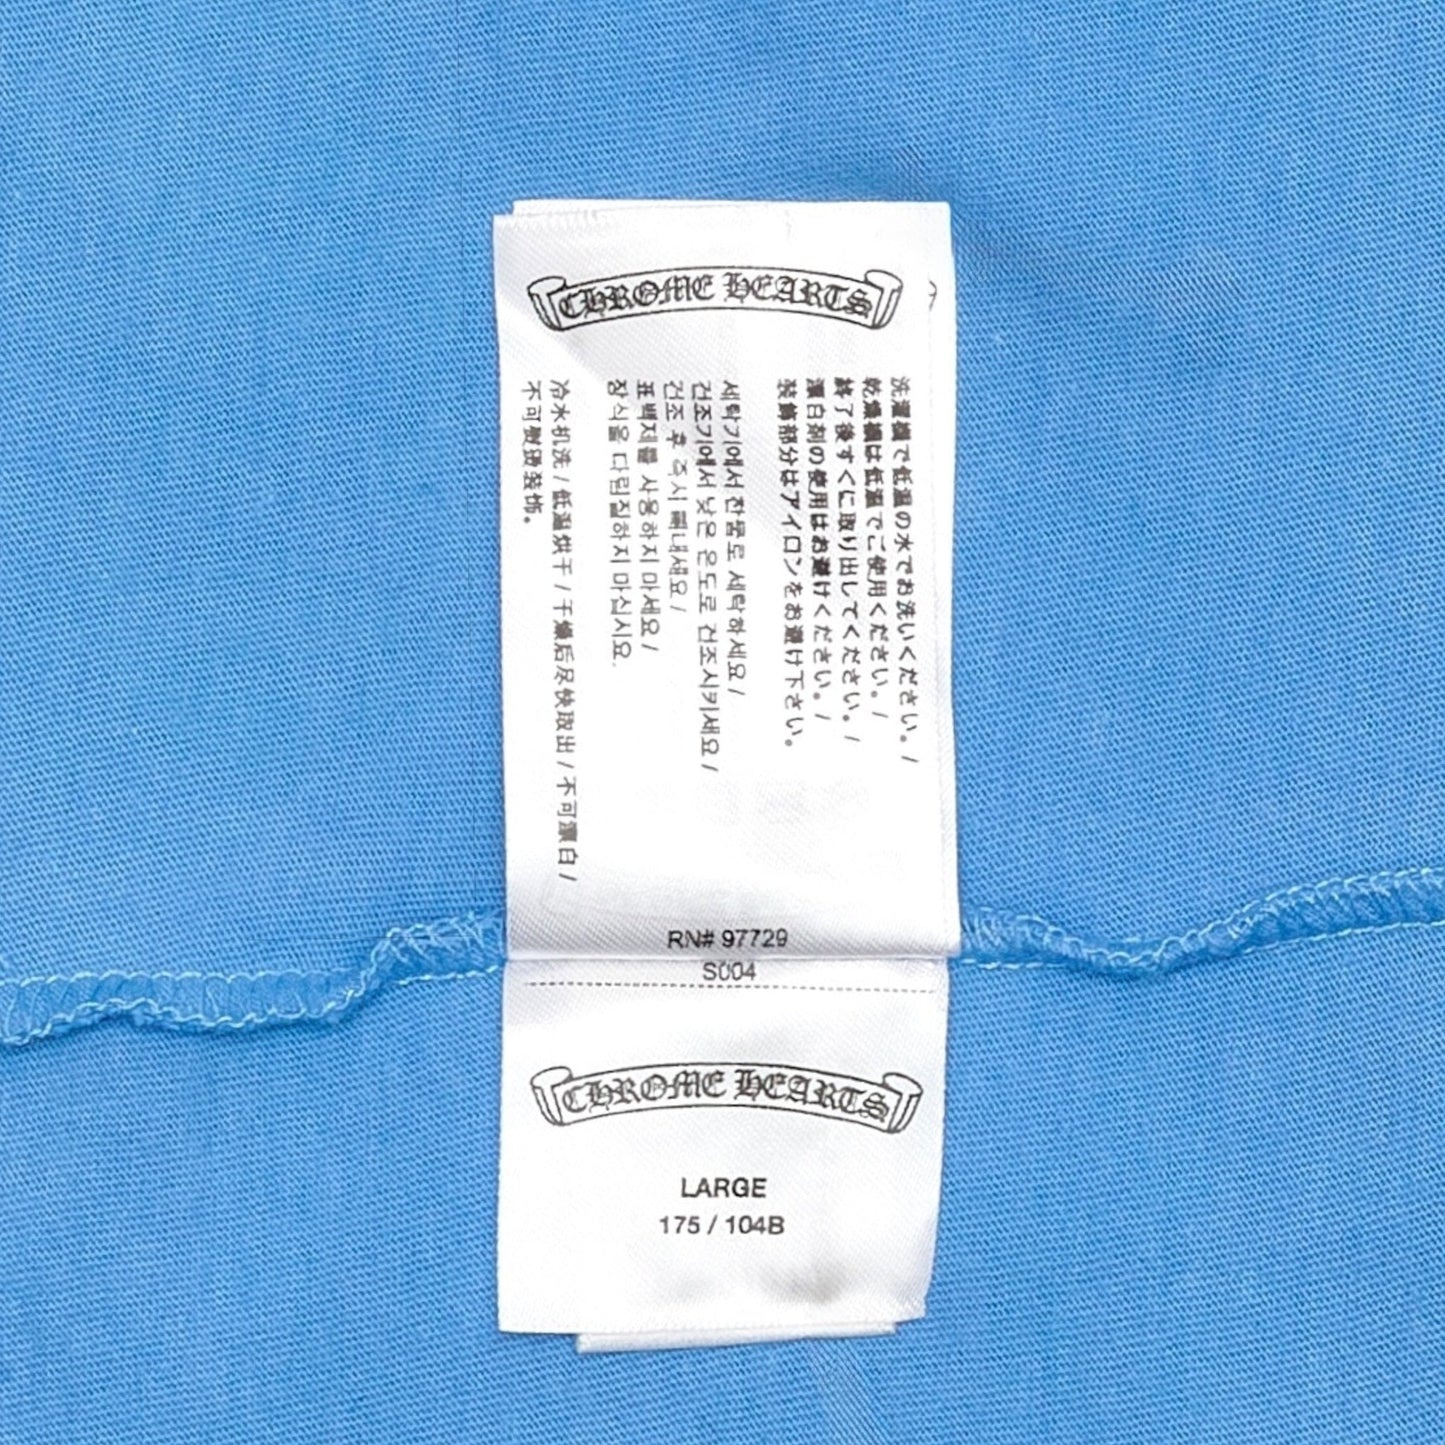 CHROME HEARTS
洗濯機で低温の水でお洗いください。/
乾燥機は低温でご使用ください。/
終了後すぐに取り出してください。/
漂白剤の使用はお避けください。/
装飾部分はアイロンをお避け下さい。
세탁기에서 찬물로 세탁하세요 /
건조기에서 낮은 온도로 건조시키세요 /
건조 후 즉시 빼내세요 /
표백제를 사용하지 마세요 /
장식을 다림질하지 마십시요.
冷水机洗 / 低温烘干 / 干燥后尽快取出 / 不可漂白 /
不可熨烫装饰。
RN# 97729
S004
CHROME HEARTS
LARGE
175 / 104B